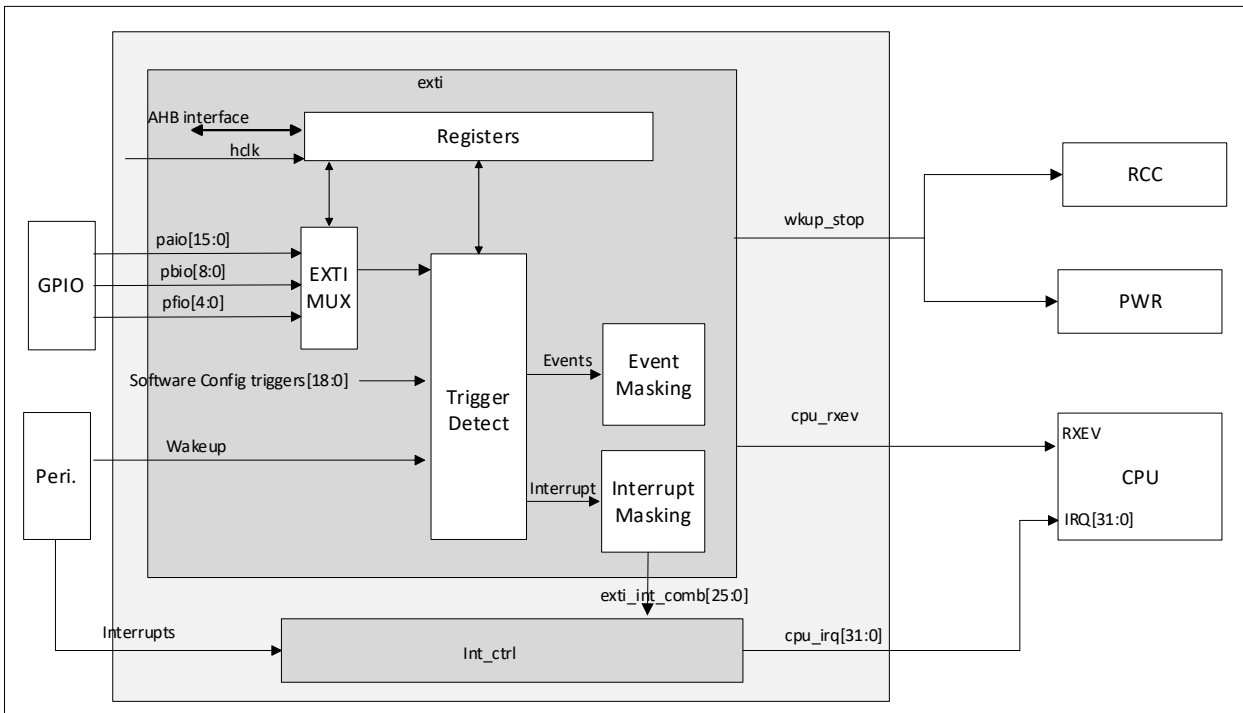 exti
AHB interface
Registers
hclk
RCC
wkup_stop
paio[15:0]
pbio[8:0]
pfio[4:0]
GPIO
EXTI
MUX
PWR
Events
Event
Masking
Software Config triggers[18:0]
Trigger
Detect
cpu_rxev
RXEV
Wakeup
Peri.
CPU
Interrupt
Interrupt
Masking
IRQ[31:0]
exti_int_comb[25:0]
Interrupts
Int_ctrl
cpu_irq[31:0]